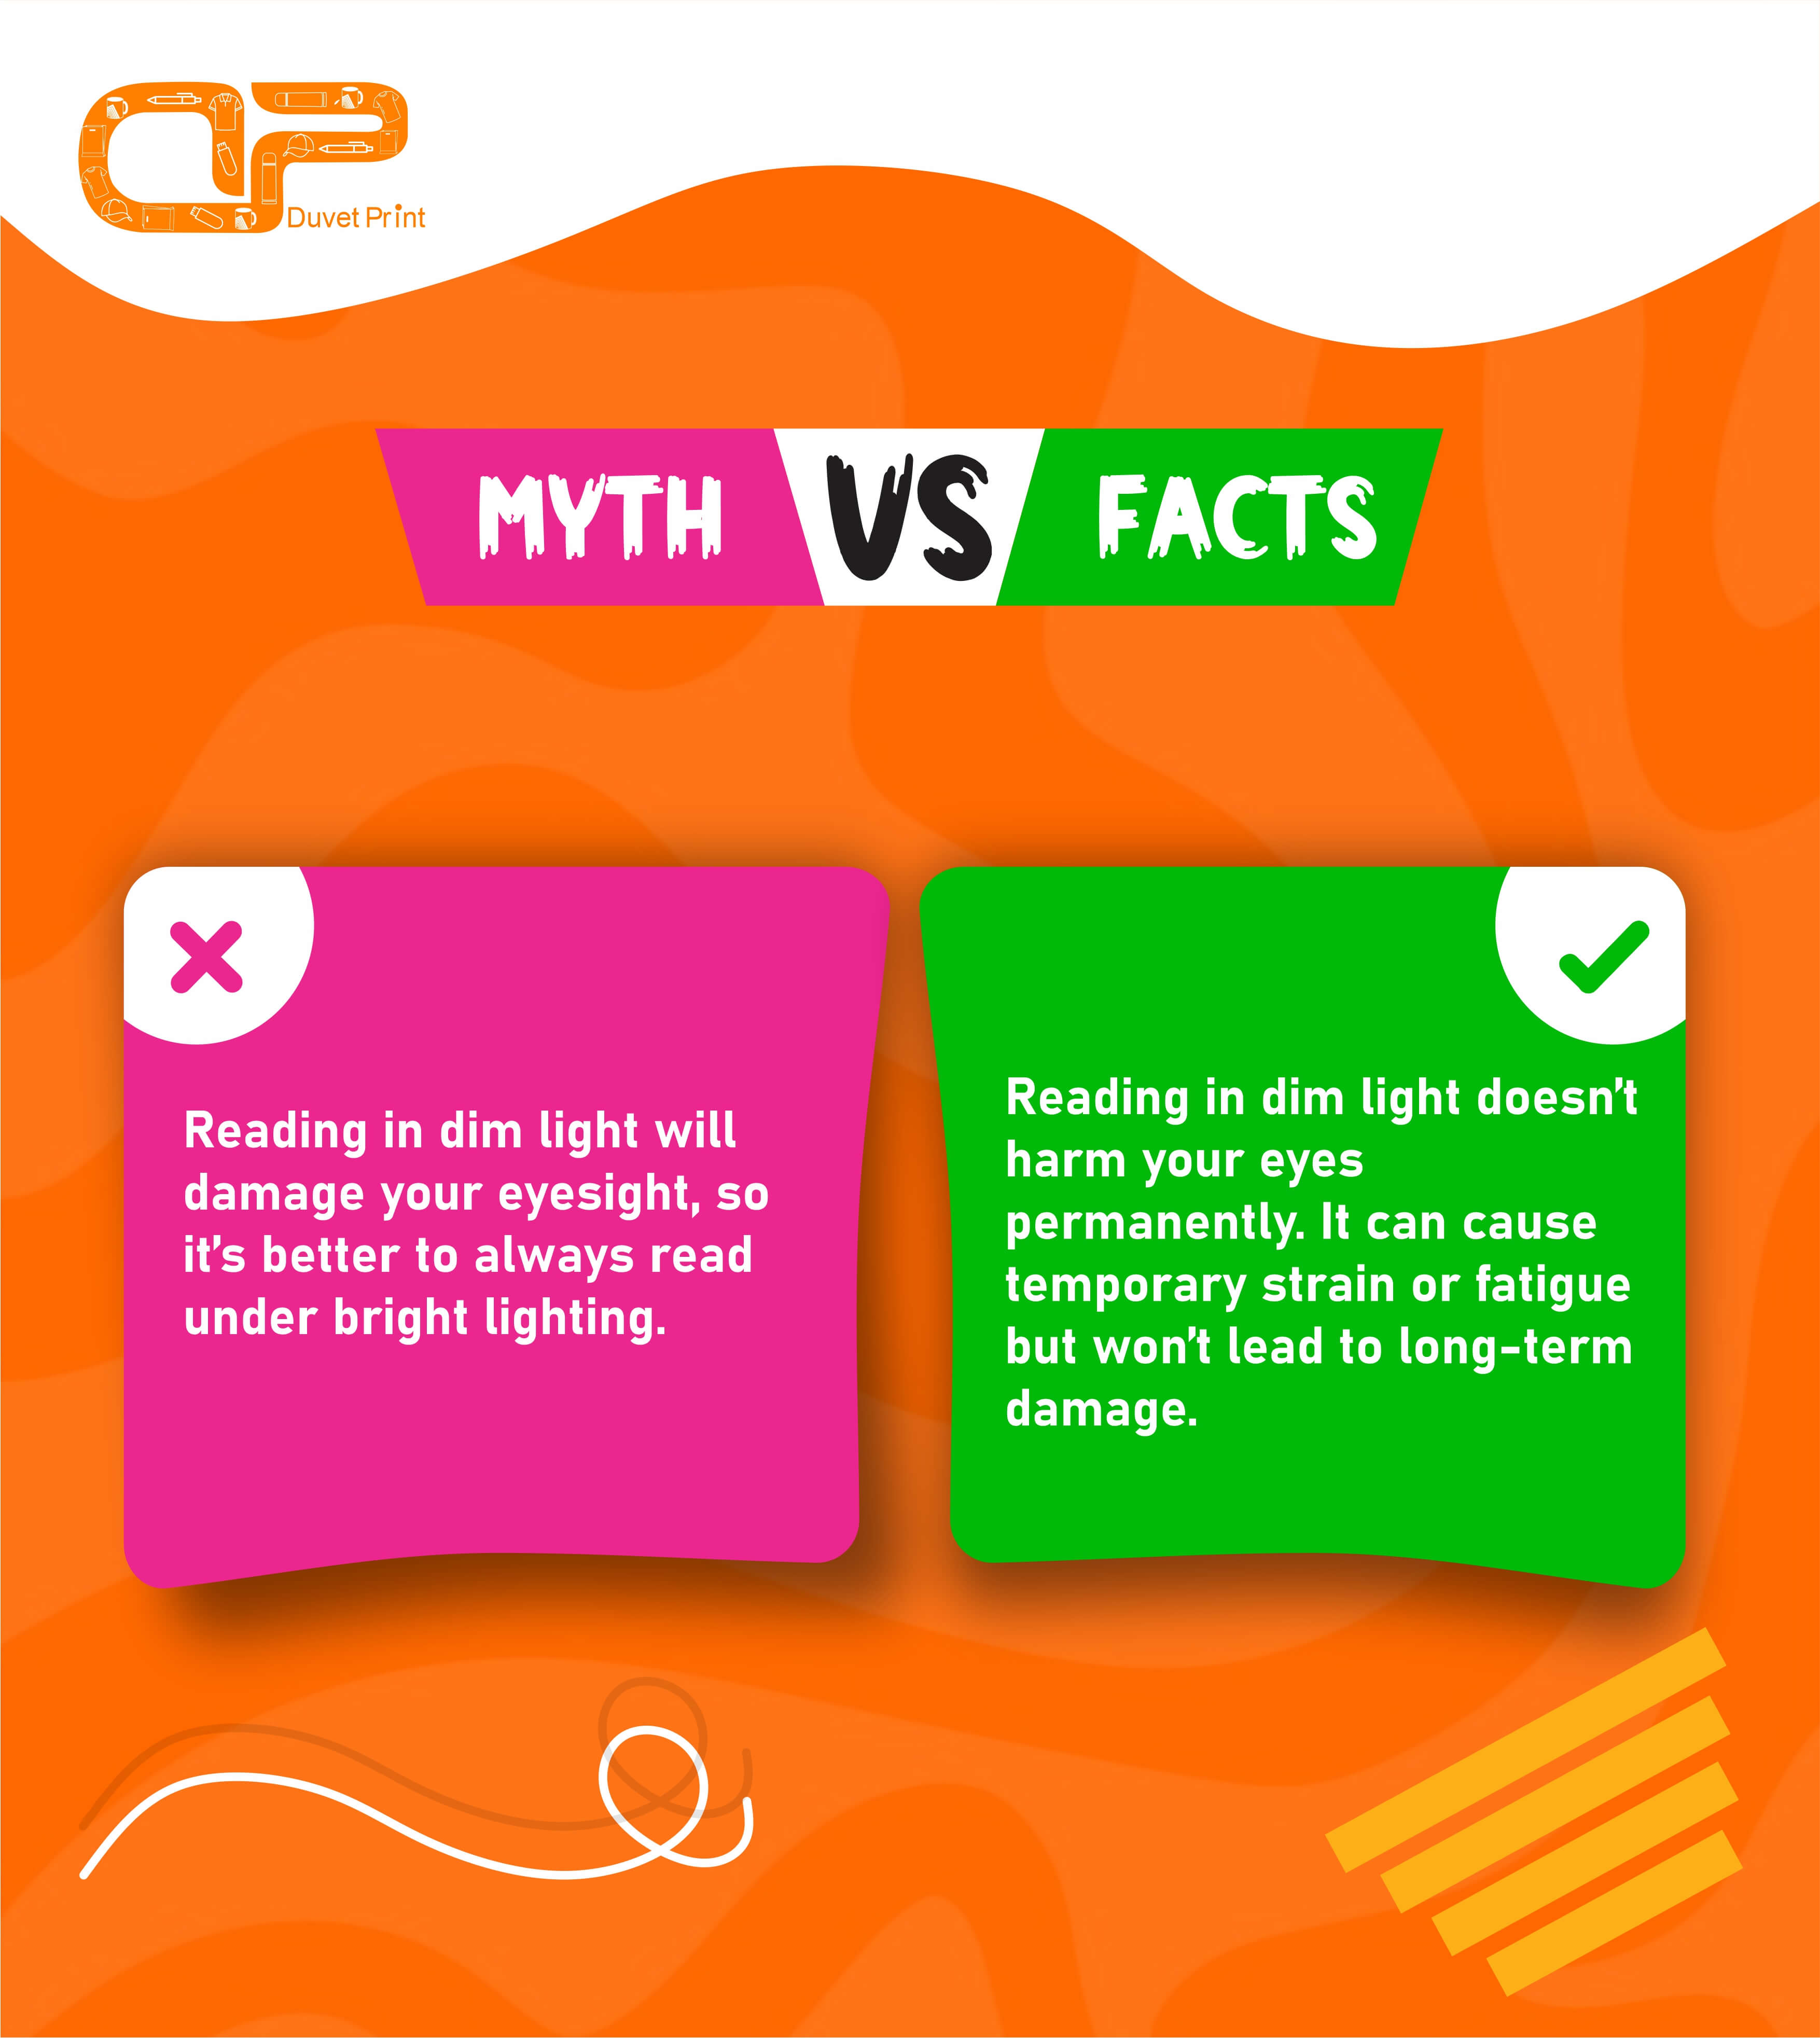 Duvet Print
MYTH VS FACTS
Reading in dim light will
damage your eyesight, so
it's better to always read
under bright lighting.
Reading in dim light doesn't
harm your eyes
permanently. It can cause
temporary strain or fatigue
but won't lead to long-term
damage.